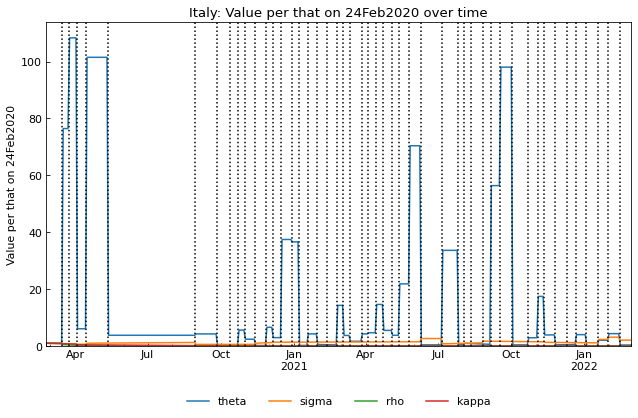 Italy: Value per that on 24Feb2020 over time
Value per that on 24Feb2020
100
80
60
40
20
0
Apr Jul Oct Jan Apr Jul Oct Jan
2021 2022
theta sigma rho kappa